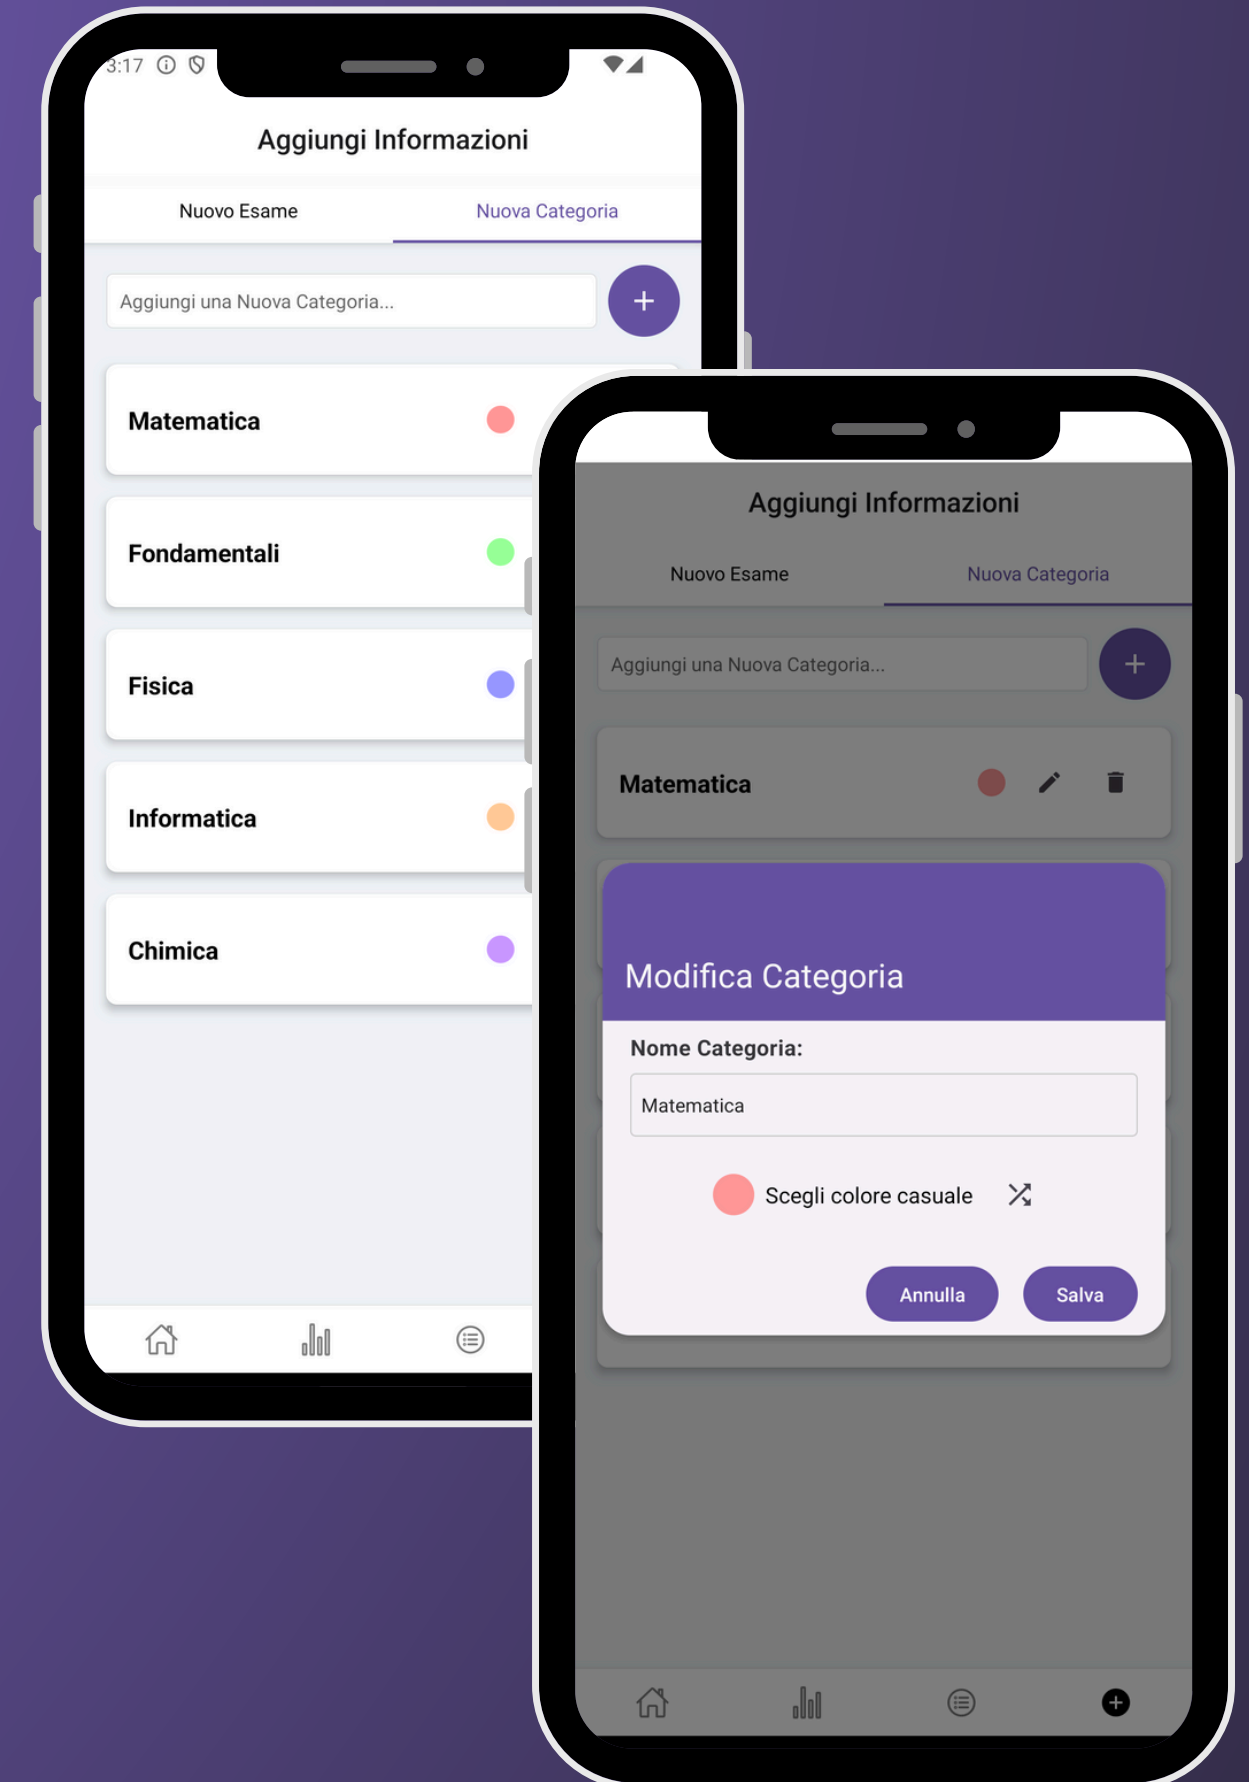 3:17
Aggiungi Informazioni
Nuovo Esame
Nuova Categoria
Aggiungi una Nuova Categoria...
Matematica
Fondamentali
Fisica
Informatica
Chimica
Aggiungi Informazioni
Nuovo Esame
Nuova Categoria
Aggiungi una Nuova Categoria...
Matematica
Modifica Categoria
Nome Categoria:
Matematica
Scegli colore casuale
Annulla
Salva